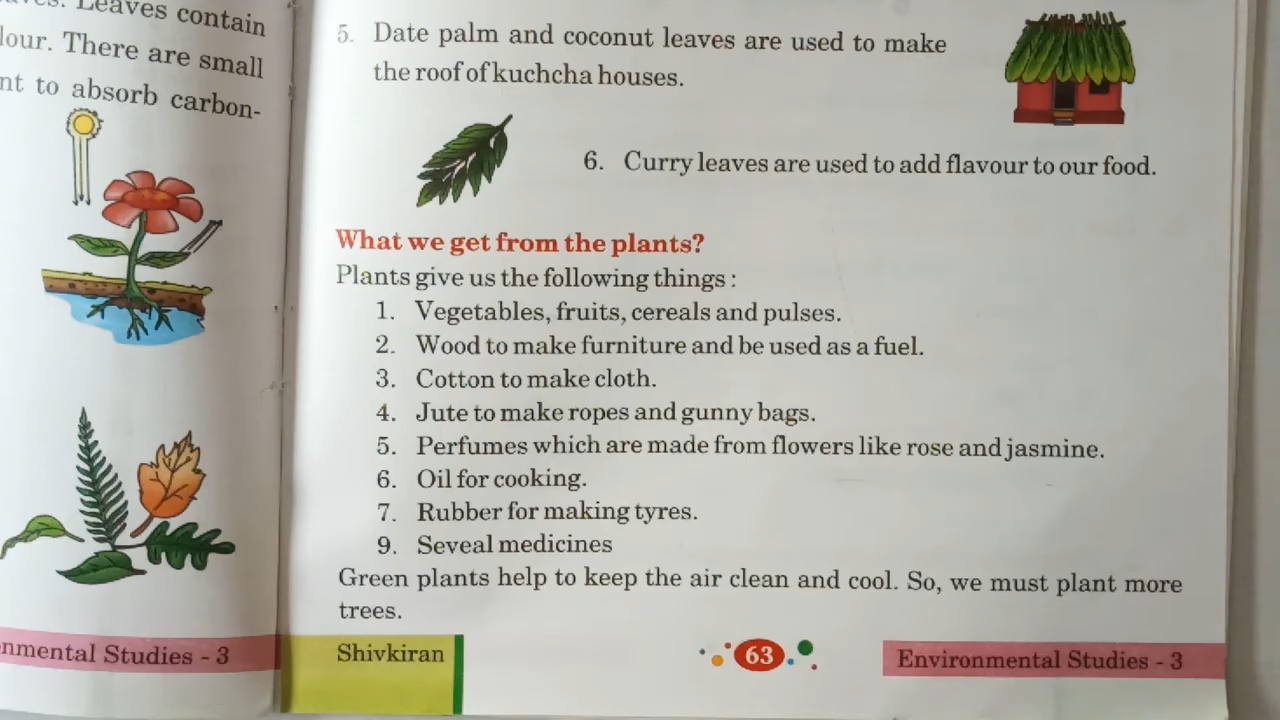 Leaves contain
lour. There are small
nt to absorb carbon-
nmental Studies - 3
5. Date palm and coconut leaves are used to make
the roof of kuchcha houses.
6. Curry leaves are used to add flavour to our food.
What we get from the plants?
Plants give us the following things :
1. Vegetables, fruits, cereals and pulses.
2. Wood to make furniture and be used as a fuel.
3. Cotton to make cloth.
4. Jute to make ropes and gunny bags.
5. Perfumes which are made from flowers like rose and jasmine.
6. Oil for cooking.
7. Rubber for making tyres.
9. Seveal medicines
Green plants help to keep the air clean and cool. So, we must plant more
trees.
Shivkiran
63
Environmental Studies - 3